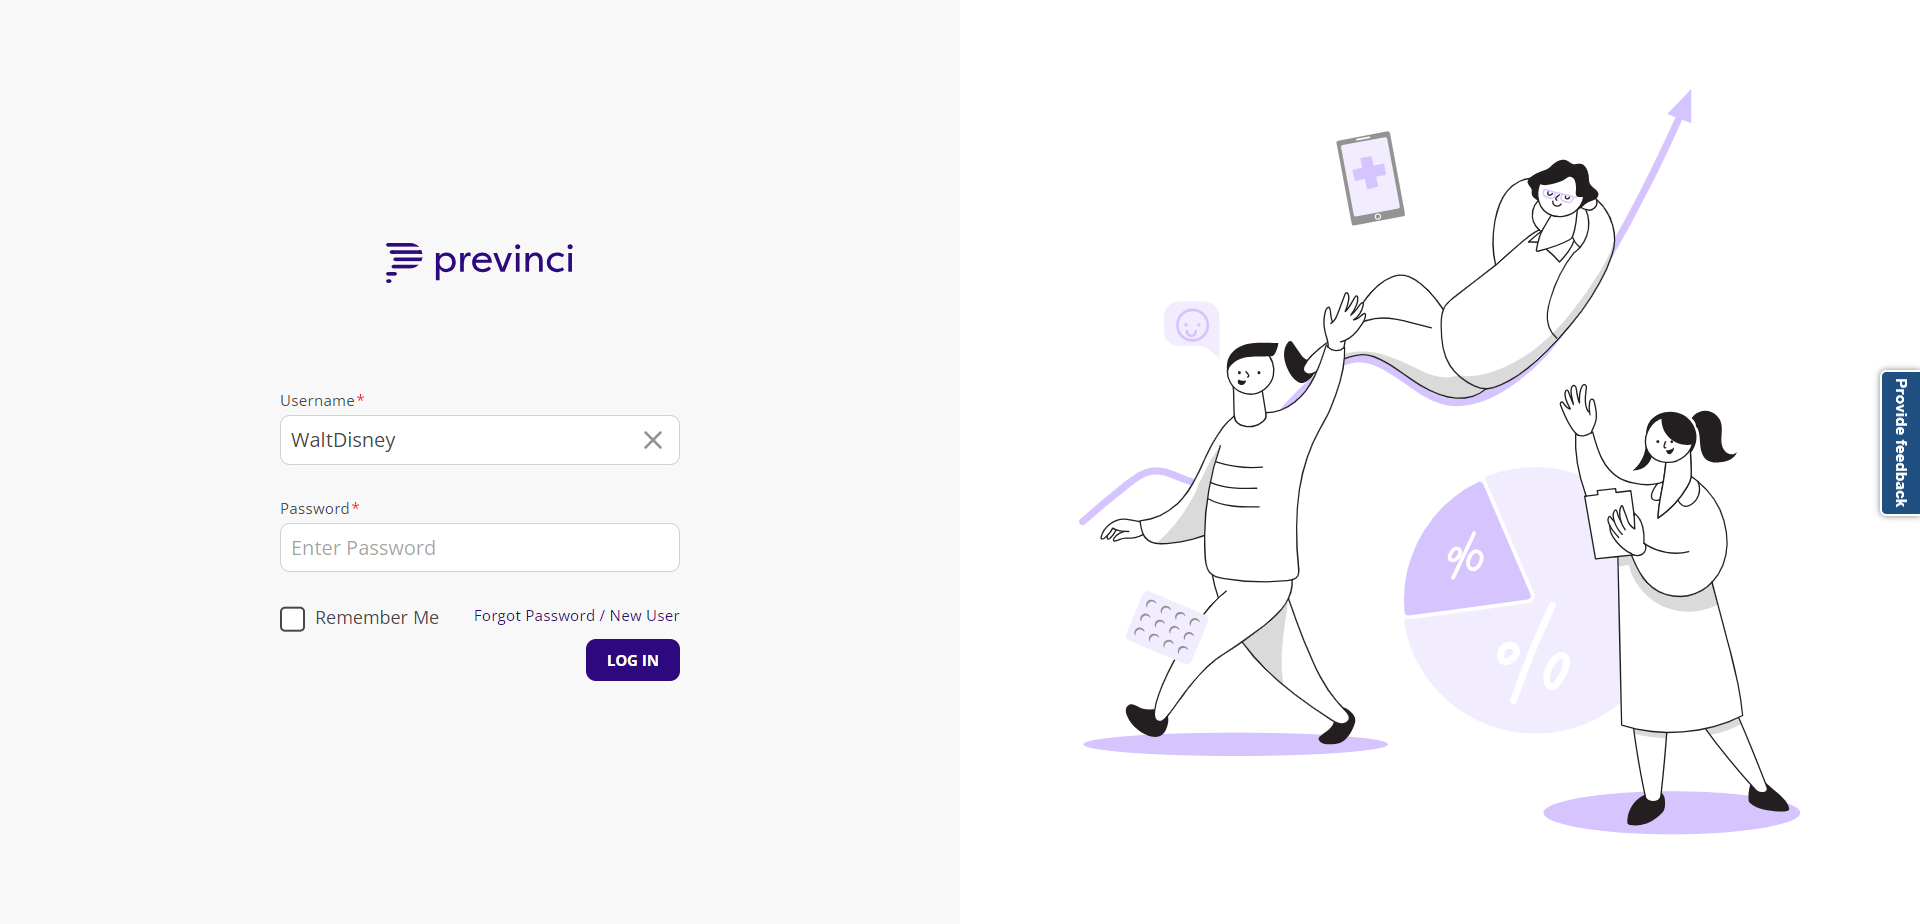 previnci
Username*
WaltDisney
Password*
Enter Password
Remember Me
Forgot Password / New User
LOG IN
%
%
Provide feedback